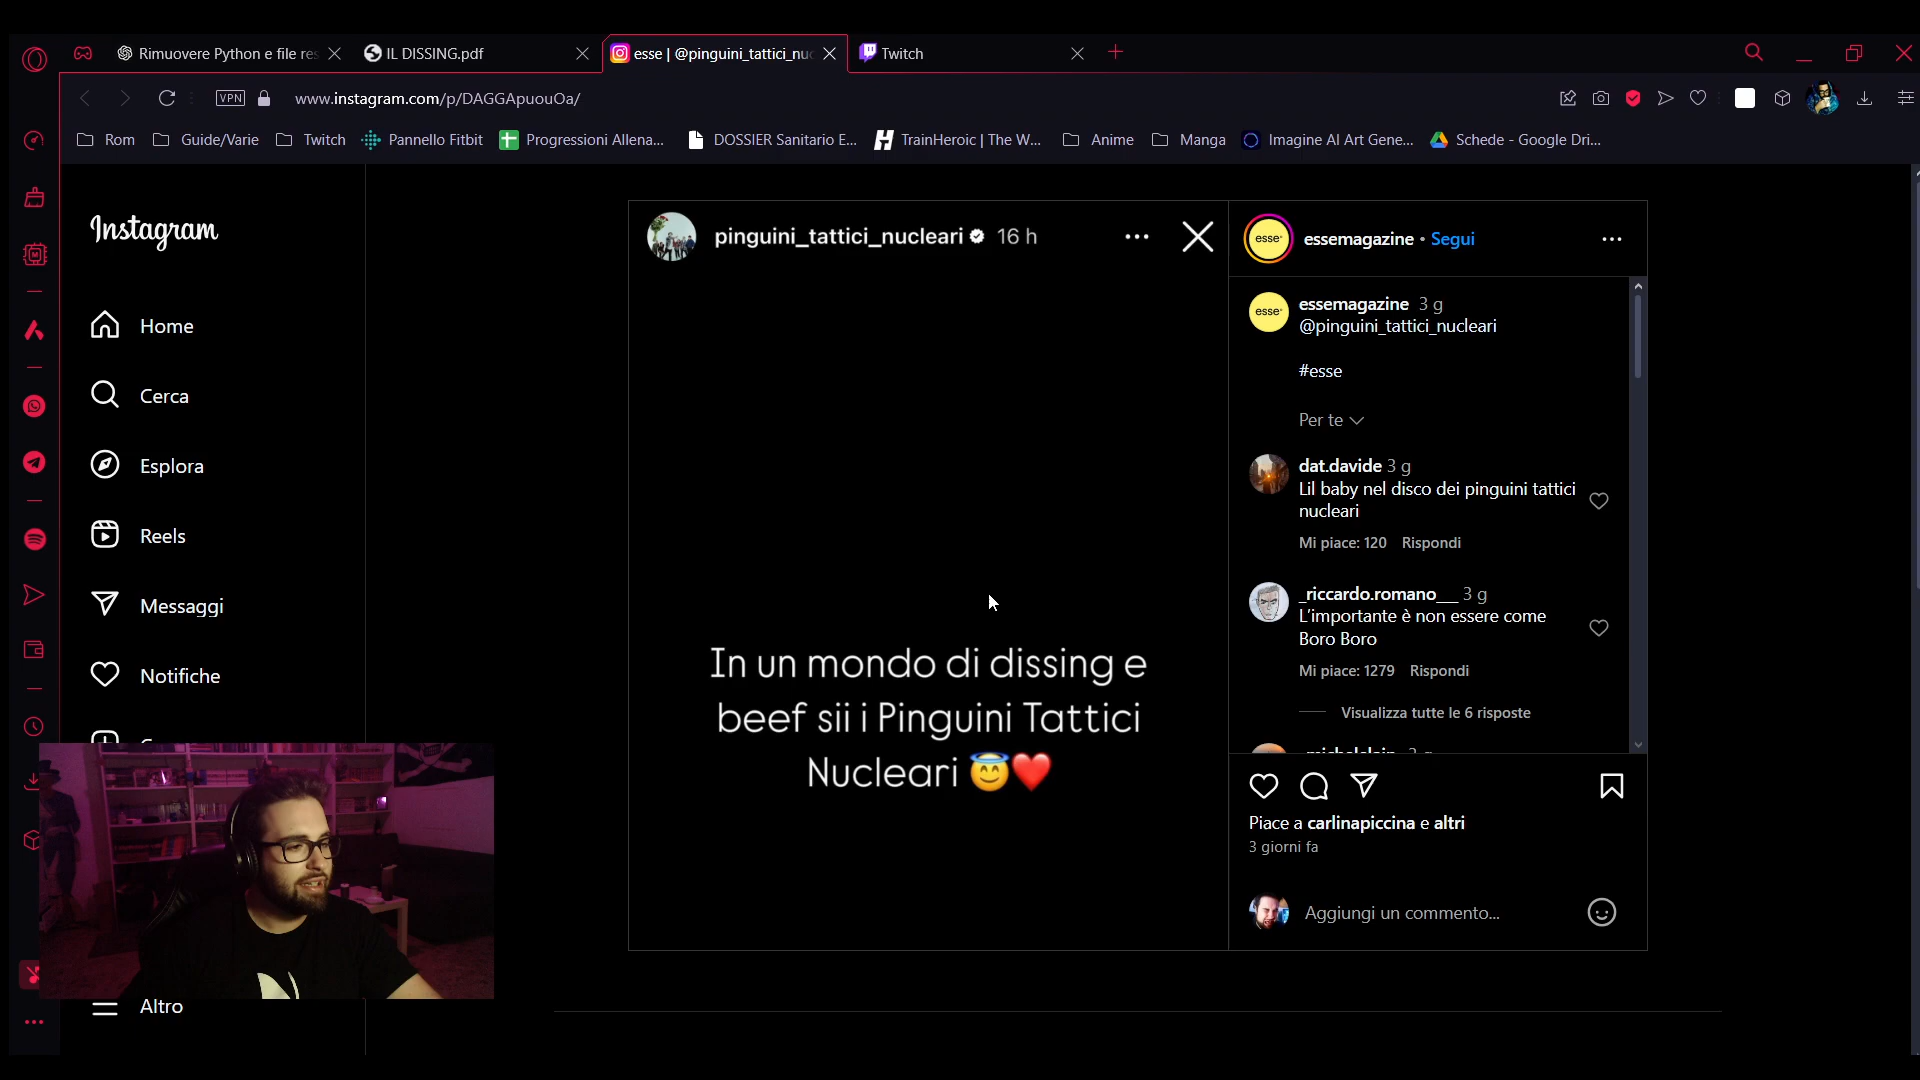 Rimuovere Python e file res
IL DISSING.pdf
esse | @pinguini_tattici_nu
Twitch
VPN
www.instagram.com/p/DAGGApuouOa/
Rom
Guide/Varie
Twitch
Pannello Fitbit
Progressioni Allena...
DOSSIER Sanitario E...
TrainHeroic | The W...
Anime
Manga
Imagine AI Art Gene...
Schede - Google Dri...
Instagram
Home
Cerca
Esplora
Reels
Messaggi
Notifiche
Altro
pinguini_tattici_nucleari 16 h
In un mondo di dissing e
beef sii i Pinguini Tattici
Nucleari 😇❤️
esse
essemagazine • Segui
esse
essemagazine 3 g
@pinguini_tattici_nucleari
#esse
Per te
dat.davide 3 g
Lil baby nel disco dei pinguini tattici
nucleari
Mi piace: 120 Rispondi
_riccardo.romano__ 3 g
L'importante è non essere come
Boro Boro
Mi piace: 1279 Rispondi
Visualizza tutte le 6 risposte
Piace a carlinapiccina e altri
3 giorni fa
Aggiungi un commento...